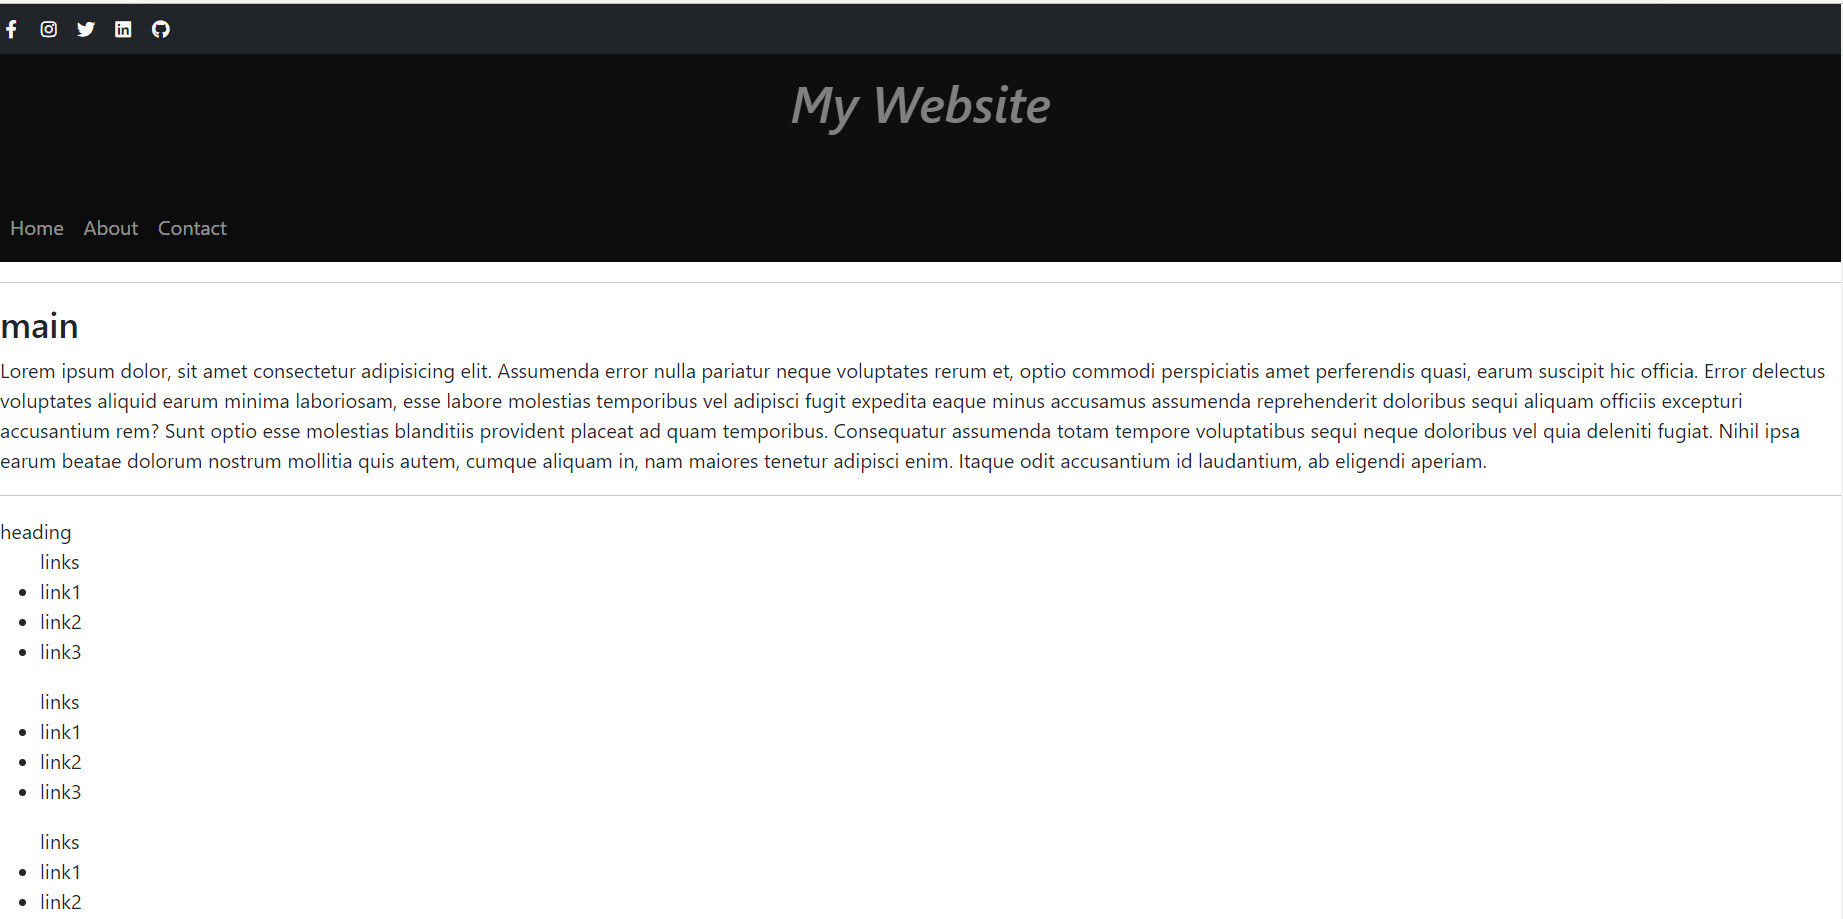 My Website
Home About Contact
main
Lorem ipsum dolor, sit amet consectetur adipisicing elit. Assumenda error nulla pariatur neque voluptates rerum et, optio commodi perspiciatis amet perferendis quasi, earum suscipit hic officia. Error delectus
voluptates aliquid earum minima laboriosam, esse labore molestias temporibus vel adipisci fugit expedita eaque minus accusamus assumenda reprehenderit doloribus sequi aliquam officiis excepturi
accusantium rem? Sunt optio esse molestias blanditiis provident placeat ad quam temporibus. Consequatur assumenda totam tempore voluptatibus sequi neque doloribus vel quia deleniti fugiat. Nihil ipsa
earum beatae dolorum nostrum mollitia quis autem, cumque aliquam in, nam maiores tenetur adipisci enim. Itaque odit accusantium id laudantium, ab eligendi aperiam.
heading
links
link1
link2
link3
links
link1
link2
link3
links
link1
link2